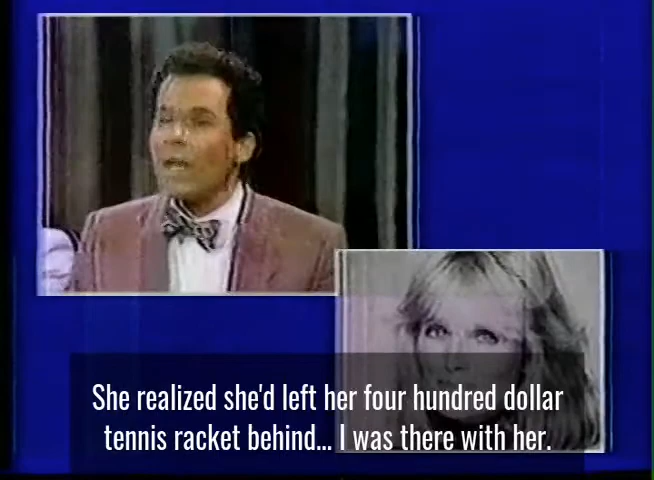 She realized she'd left her four hundred dollar
tennis racket behind... I was there with her.